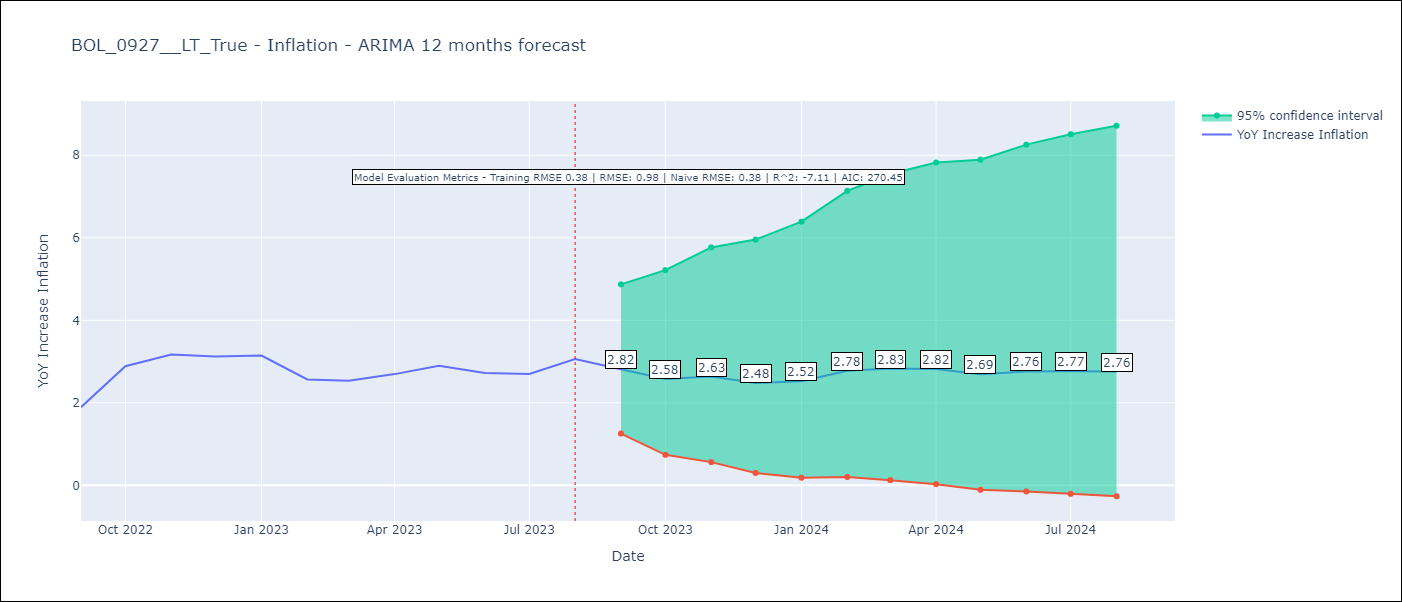 BOL_0927__LT_True - Inflation - ARIMA 12 months forecast
95% confidence interval
YoY Increase Inflation
Model Evaluation Metrics - Training RMSE 0.38 | RMSE: 0.98 | Naive RMSE: 0.38 | R^2: -7.11 | AIC: 270.45
YoY Increase Inflation
8
6
4
2
0
2.82
2.58
2.63
2.48
2.52
2.78
2.83
2.82
2.69
2.76
2.77
2.76
Oct 2022
Jan 2023
Apr 2023
Jul 2023
Oct 2023
Jan 2024
Apr 2024
Jul 2024
Date